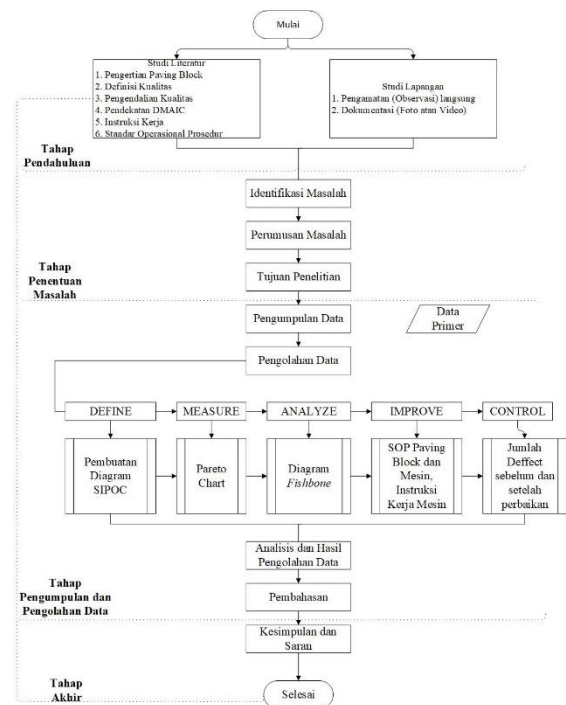 Mulai
Studi Literatur
1. Pengertian Paving Block
2. Definisi Kualitas
3. Pengendalian Kualitas
4. Pendekatan DMAIC
5. Instruksi Kerja
6. Standar Operasional Prosedur
Studi Lapangan
1. Pengamatan (Observasi) langsung
2. Dokumentasi (Foto atau Video)
Tahap
Pendahuluan
Identifikasi Masalah
Perumusan Masalah
Tujuan Penelitian
Tahap
Penentuan
Masalah
Pengumpulan Data
Data
Primer
Pengolahan Data
DEFINE
MEASURE
ANALYZE
IMPROVE
CONTROL
Pembuatan
Diagram
SIPOC
Pareto
Chart
Diagram
Fishbone
SOP Paving
Block dan
Mesin,
Instruksi
Kerja Mesin
Jumlah
Deffect
sebelum dan
setelah
perbaikan
Analisis dan Hasil
Pengolahan Data
Pembahasan
Tahap
Pengumpulan dan
Pengolahan Data
Kesimpulan dan
Saran
Tahap
Akhir
Selesai